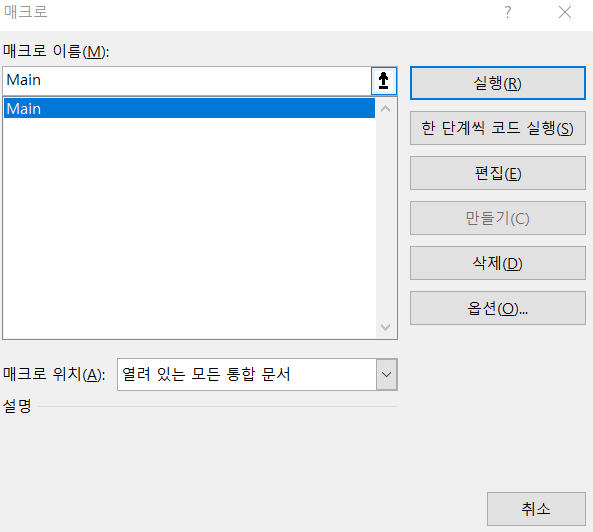 매크로
?
매크로 이름(M):
Main
Main
실행(R)
한 단계씩 코드 실행(S)
편집(E)
만들기(C)
삭제(D)
옵션(O)...
매크로 위치(A):
열려 있는 모든 통합 문서
설명
취소